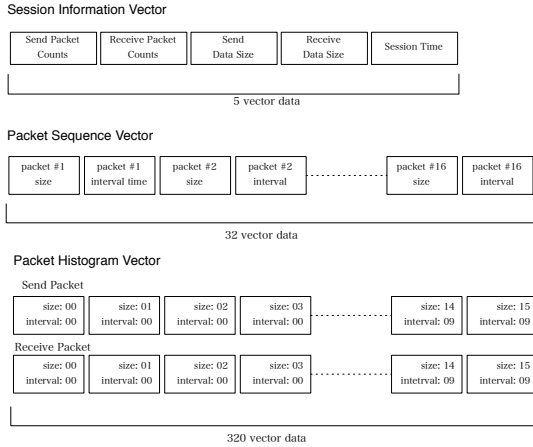 Session Information Vector
Send Packet Counts
Receive Packet Counts
Send Data Size
Receive Data Size
Session Time
5 vector data
Packet Sequence Vector
packet #1 size
packet #1 interval time
packet #2 size
packet #2 interval
packet #16 size
packet #16 interval
32 vector data
Packet Histogram Vector
Send Packet
size: 00 interval: 00
size: 01 interval: 00
size: 02 interval: 00
size: 03 interval: 00
size: 14 interval: 09
size: 15 interval: 09
Receive Packet
size: 00 interval: 00
size: 01 interval: 00
size: 02 interval: 00
size: 03 interval: 00
size: 14 intetrval: 09
size: 15 interval: 09
320 vector data